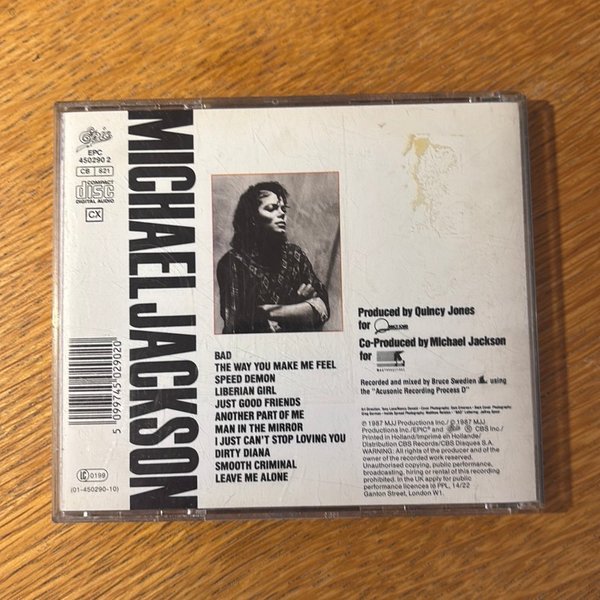 Epic
EPC
450290 2
CB 821
COMPACT
disc
DIGITAL AUDIO
CX
5 099745 029020
LC 0199
(01-450290-10)
MICHAEL JACKSON
BAD
THE WAY YOU MAKE ME FEEL
SPEED DEMON
LIBERIAN GIRL
JUST GOOD FRIENDS
ANOTHER PART OF ME
MAN IN THE MIRROR
I JUST CAN'T STOP LOVING YOU
DIRTY DIANA
SMOOTH CRIMINAL
LEAVE ME ALONE
Produced by Quincy Jones
for
Co-Produced by Michael Jackson
for
Recorded and mixed by Bruce Swedien using
the "Acusonic Recording Process D"
℗ 1987 MJJ Productions Inc./ © 1987 MJJ
Productions Inc./EPIC® and Epic © CBS Inc./
Printed in Holland/Imprimé en Hollande/
Distribution CBS Records/CBS Disques S.A.
WARNING: All rights of the producer and of the
owner of the recorded work reserved.
Unauthorised copying, public performance,
broadcasting, hiring or rental of this recording
prohibited. In the UK apply for public
performance licences to PPL, 14/22
Ganton Street, London W1.